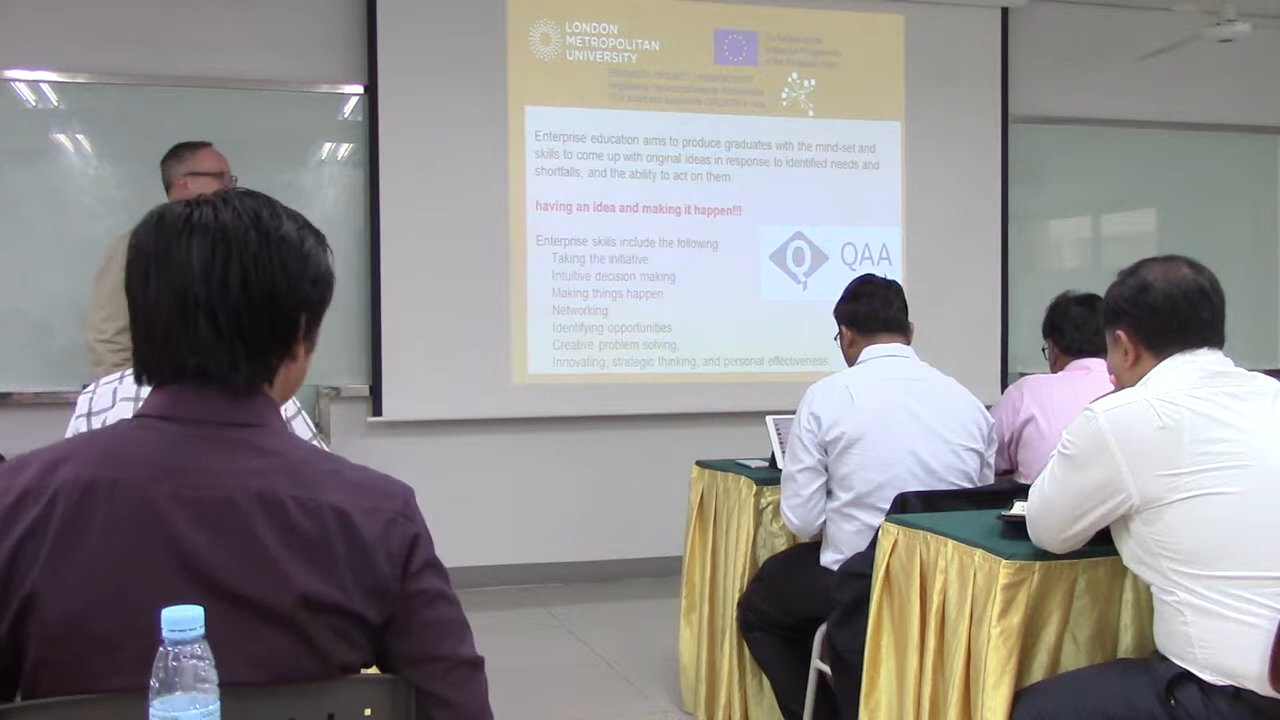 LONDON
METROPOLITAN
UNIVERSITY
Enterprise education aims to produce graduates with the mind-set and
skills to come up with original ideas in response to identified needs and
shortfalls, and the ability to act on them
having an idea and making it happen!!!
Enterprise skills include the following
Taking the initiative
Intuitive decision making
Making things happen
Networking
Identifying opportunities
Creative problem solving,
Innovating, strategic thinking, and personal effectiveness
QAA